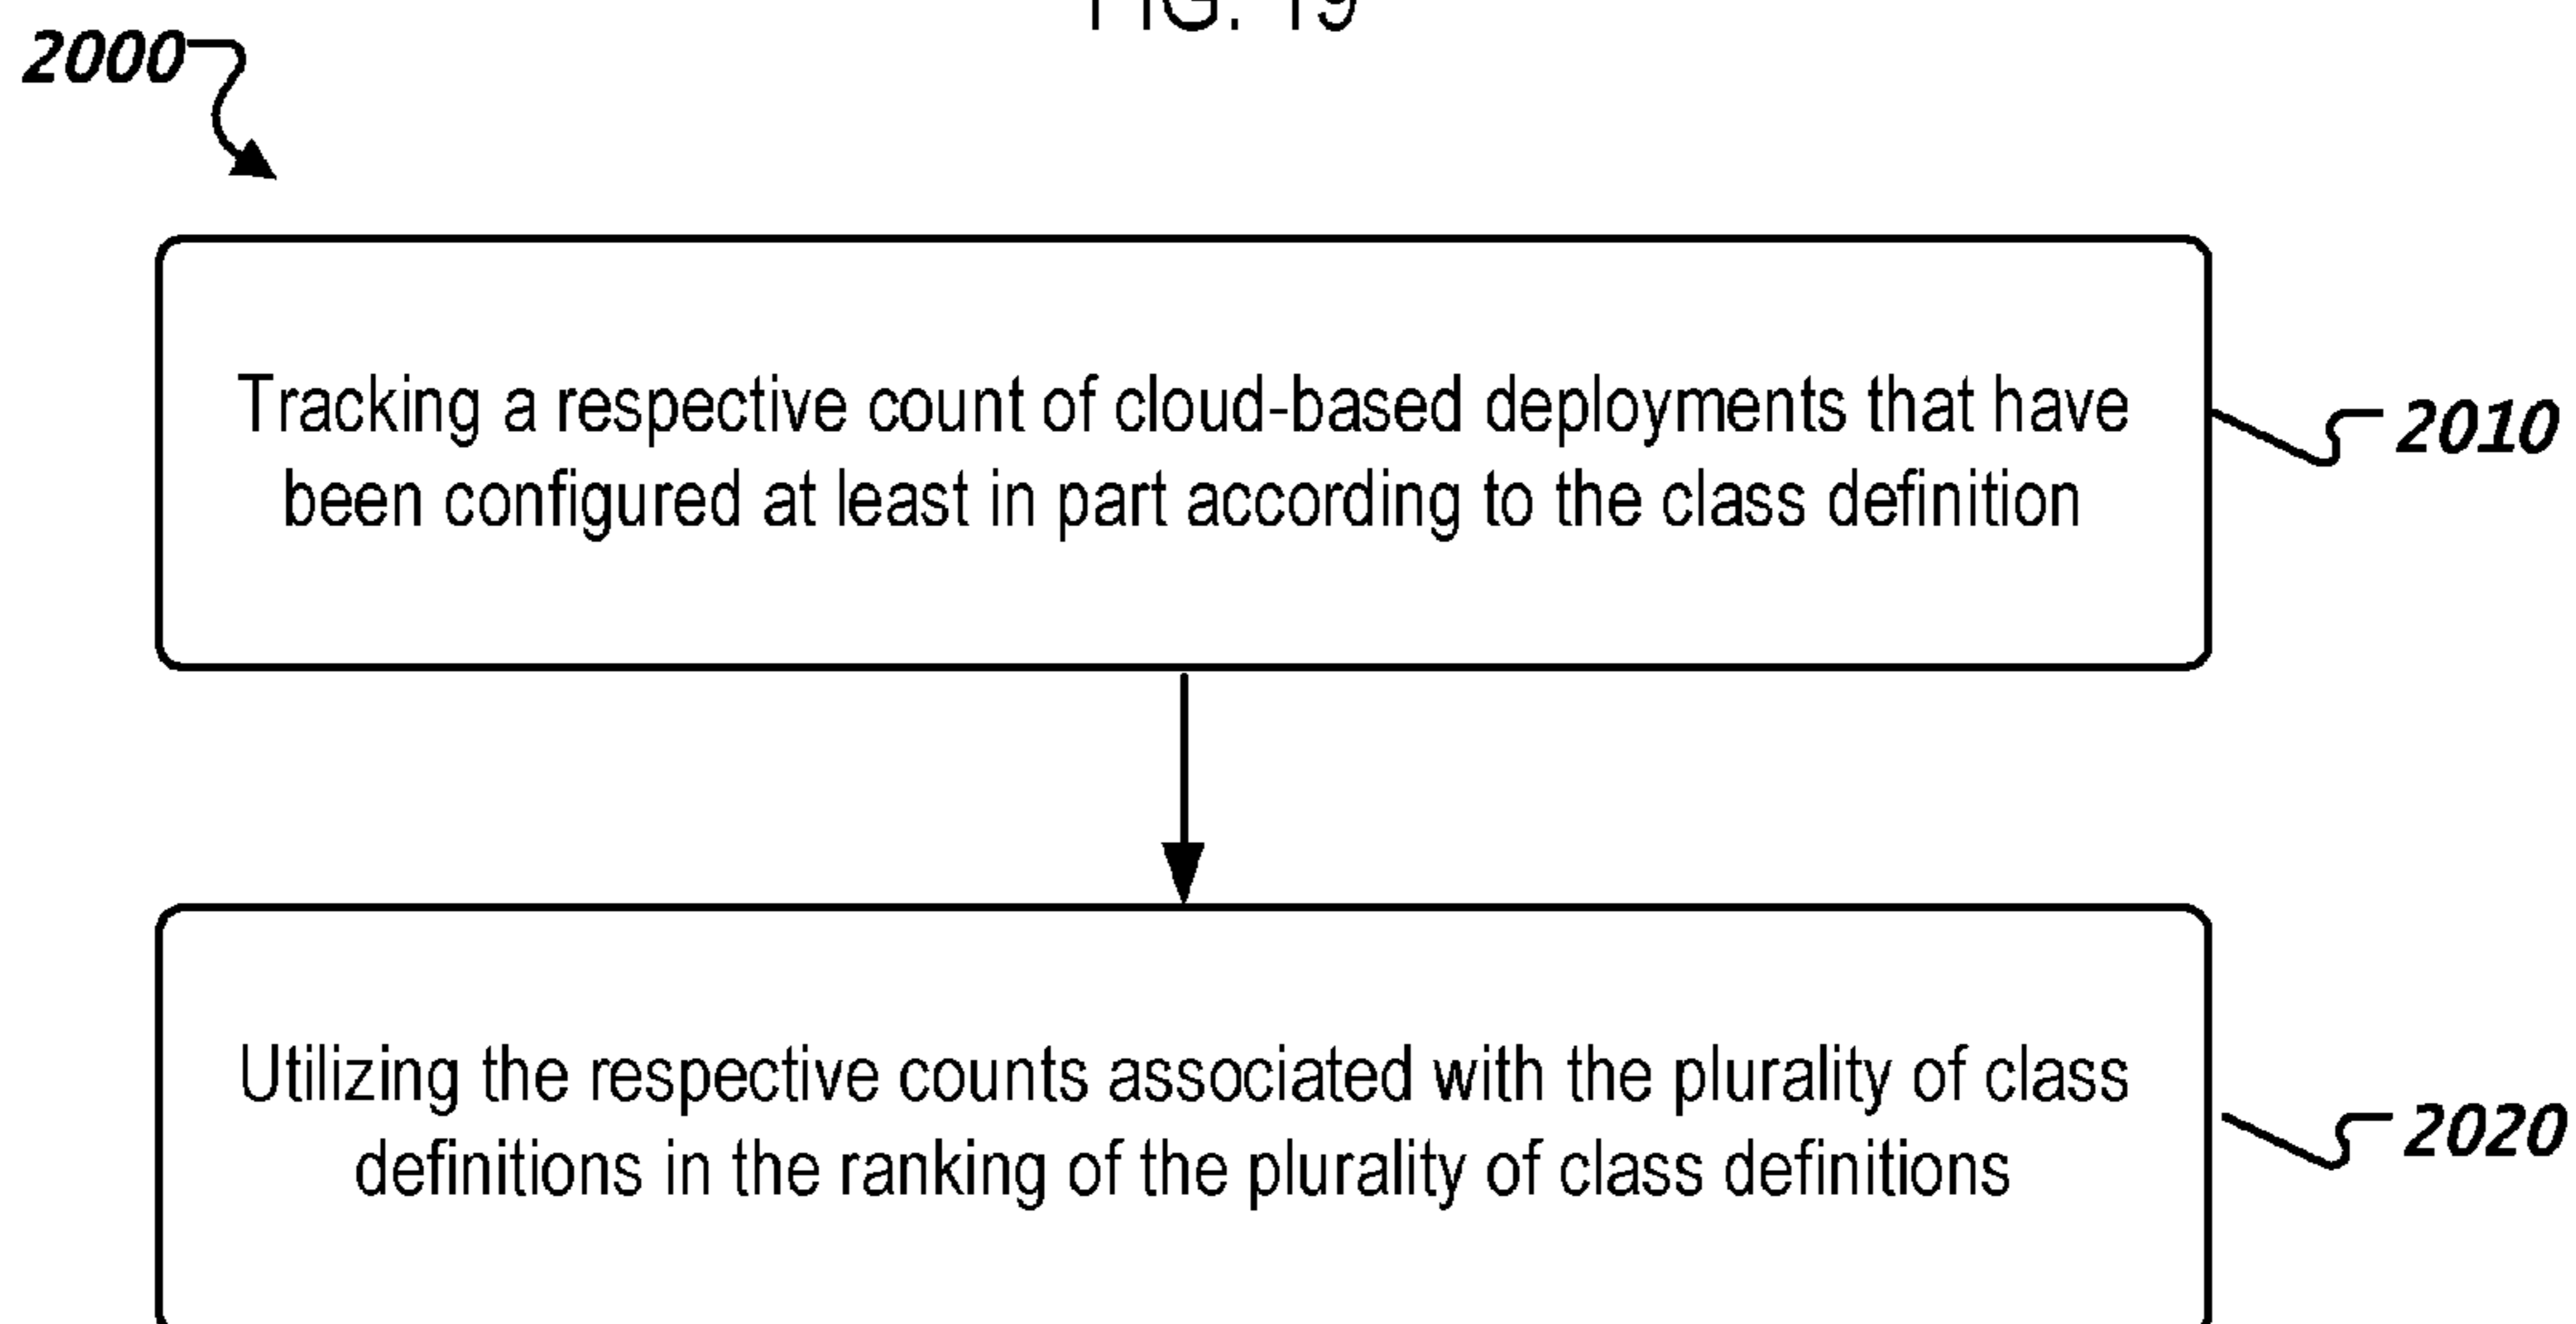 FIG. 19
2000
Tracking a respective count of cloud-based deployments that have
been configured at least in part according to the class definition
2010
Utilizing the respective counts associated with the plurality of class
definitions in the ranking of the plurality of class definitions
2020